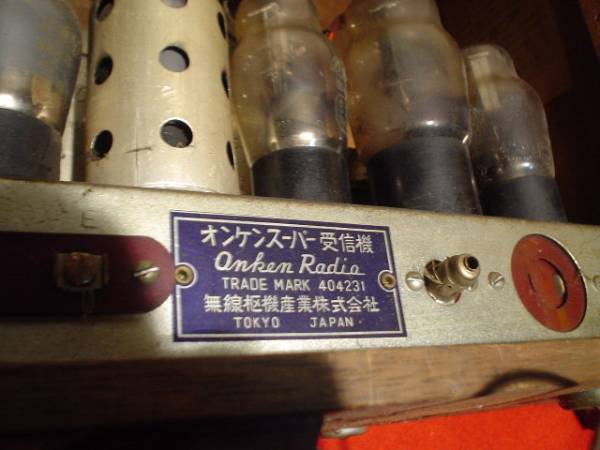 E
オンケンスーパー受信機
Onken Radio
TRADE MARK 404231
無線枢機産業株式会社
TOKYO JAPAN